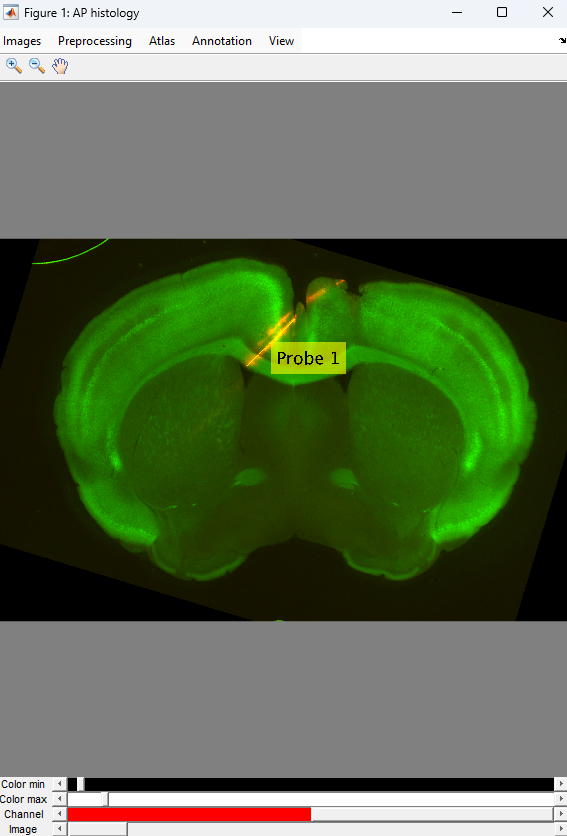 Figure 1: AP histology
Images Preprocessing Atlas Annotation View
Probe 1
Color min
Color max
Channel
Image